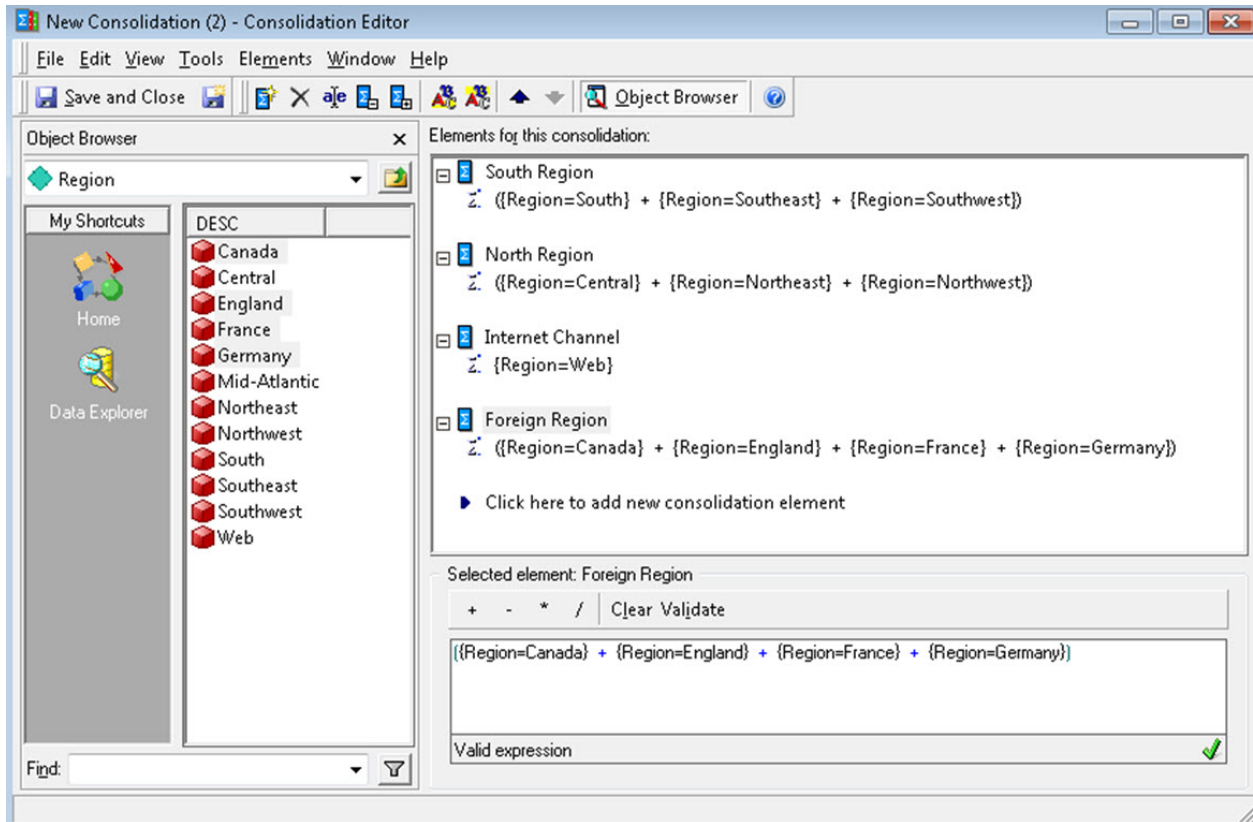 New Consolidation (2) - Consolidation Editor
File Edit View Tools Elements Window Help
Save and Close Object Browser
Object Browser
Region
My Shortcuts
Home
Data Explorer
DESC
Canada
Central
England
France
Germany
Mid-Atlantic
Northeast
Northwest
South
Southeast
Southwest
Web
Find:
Elements for this consolidation:
South Region
({Region=South} + {Region=Southeast} + {Region=Southwest})
North Region
({Region=Central} + {Region=Northeast} + {Region=Northwest})
Internet Channel
{Region=Web}
Foreign Region
({Region=Canada} + {Region=England} + {Region=France} + {Region=Germany})
Click here to add new consolidation element
Selected element: Foreign Region
+ - * / Clear Validate
({Region=Canada} + {Region=England} + {Region=France} + {Region=Germany})
Valid expression